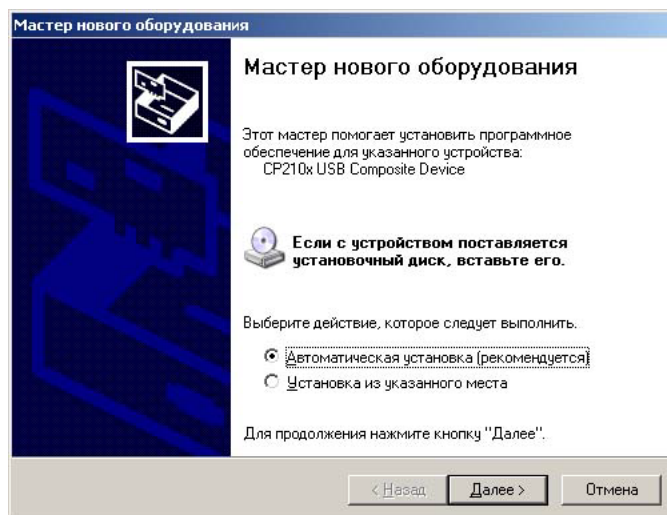 Мастер нового оборудования
Мастер нового оборудования
Этот мастер помогает установить программное
обеспечение для указанного устройства:
CP210x USB Composite Device
Если с устройством поставляется
установочный диск, вставьте его.
Выберите действие, которое следует выполнить.
Автоматическая установка (рекомендуется)
Установка из указанного места
Для продолжения нажмите кнопку "Далее".
< Назад Далее > Отмена